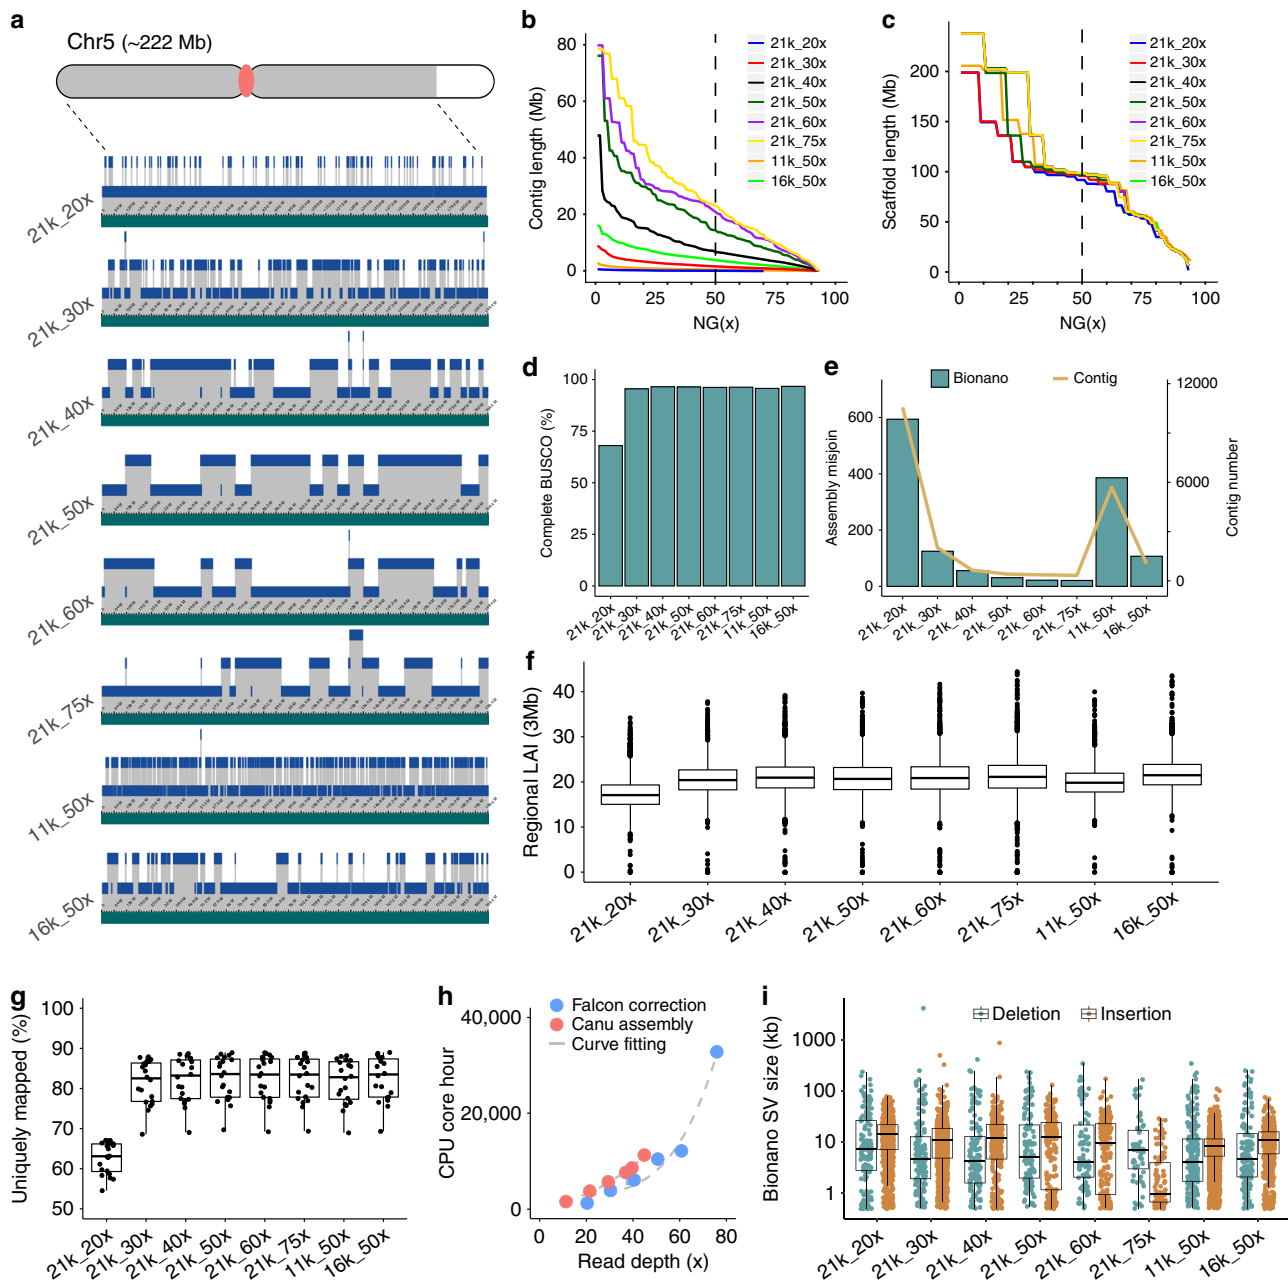 a
Chr5 (~222 Mb)
21k_20x
21k_30x
21k_40x
21k_50x
21k_60x
21k_75x
11k_50x
16k_50x
b
Contig length (Mb)
80
60
40
20
0
0 25 50 75 100
NG(x)
21k_20x
21k_30x
21k_40x
21k_50x
21k_60x
21k_75x
11k_50x
16k_50x
c
Scaffold length (Mb)
200
150
100
50
0
0 25 50 75 100
NG(x)
21k_20x
21k_30x
21k_40x
21k_50x
21k_60x
21k_75x
11k_50x
16k_50x
d
Complete BUSCO (%)
100
75
50
25
0
21k_20x 21k_30x 21k_40x 21k_50x 21k_60x 21k_75x 11k_50x 16k_50x
e
Bionano Contig
Assembly misjoin
600
400
200
0
Contig number
12000
6000
0
21k_20x 21k_30x 21k_40x 21k_50x 21k_60x 21k_75x 11k_50x 16k_50x
f
Regional LAI (3Mb)
40
30
20
10
0
21k_20x 21k_30x 21k_40x 21k_50x 21k_60x 21k_75x 11k_50x 16k_50x
g
Uniquely mapped (%)
100
90
80
70
60
50
21k_20x 21k_30x 21k_40x 21k_50x 21k_60x 21k_75x 11k_50x 16k_50x
h
Falcon correction
Canu assembly
Curve fitting
CPU core hour
40,000
20,000
0
0 20 40 60 80
Read depth (x)
i
Deletion Insertion
Bionano SV size (kb)
1000
100
10
1
21k_20x 21k_30x 21k_40x 21k_50x 21k_60x 21k_75x 11k_50x 16k_50x